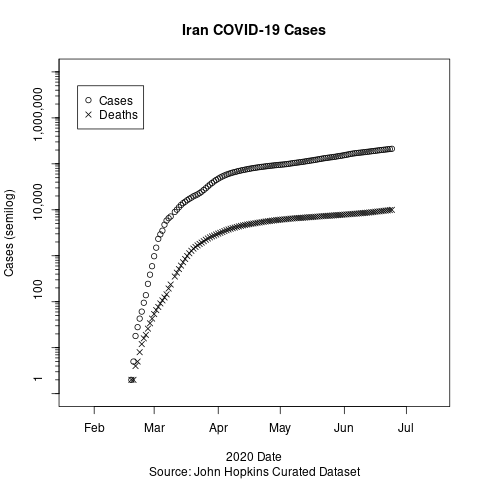 Iran COVID-19 Cases
Cases
Deaths
1,000,000
10,000
100
1
Cases (semilog)
Feb Mar Apr May Jun Jul
2020 Date
Source: John Hopkins Curated Dataset